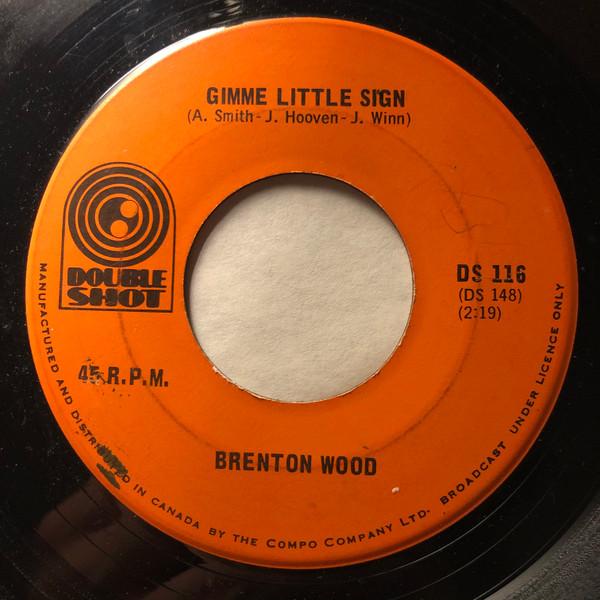 GIMME LITTLE SIGN
(A. Smith-J. Hooven-J. Winn)
DOUBLE
SHOT
DS 116
(DS 148)
(2:19)
45 R.P.M.
BRENTON WOOD
MANUFACTURED AND DISTRIBUTED IN CANADA BY THE COMPO COMPANY LTD. BROADCAST UNDER LICENCE ONLY